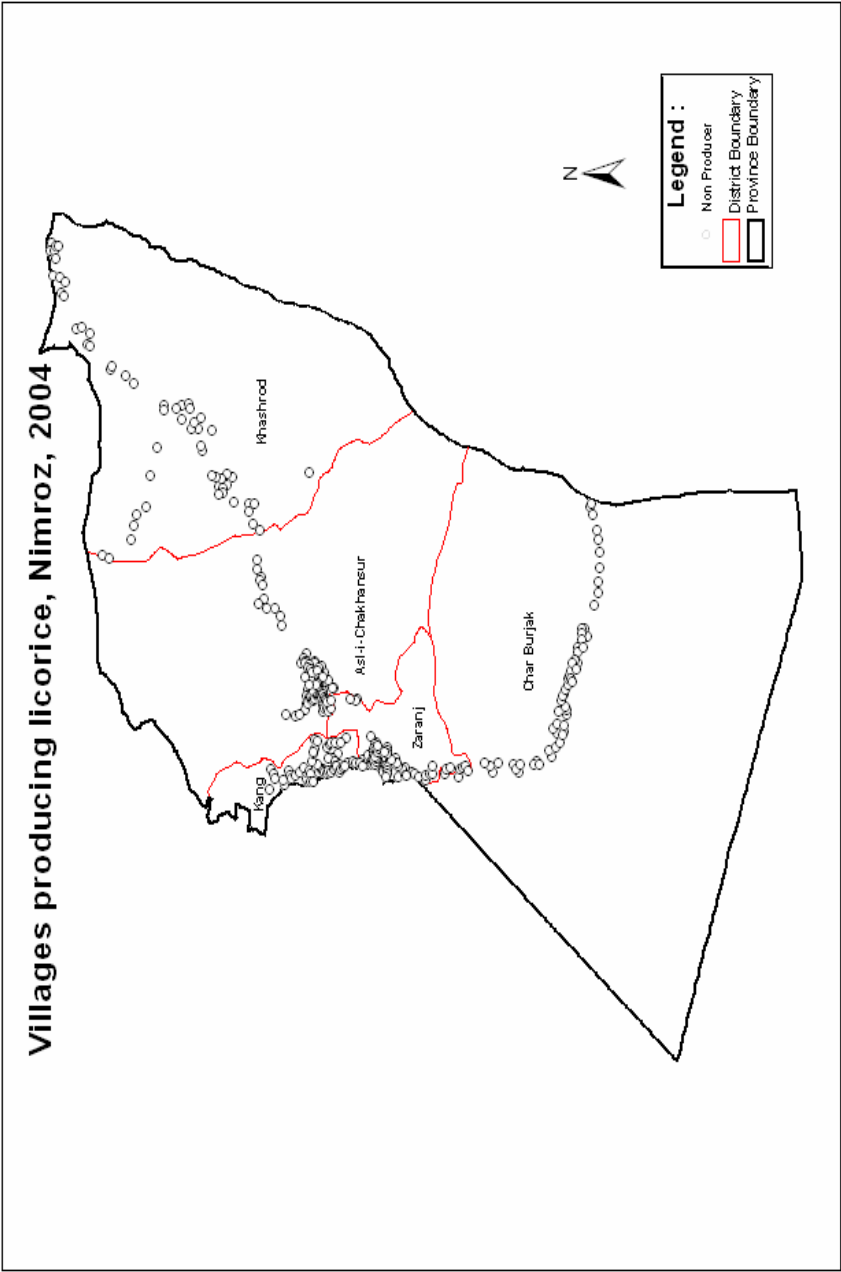 Villages producing licorice, Nimroz, 2004
Khashrod
Kang
Asl-i-Chakhansur
Zaranj
Char Burjak
N
Legend :
Non Producer
District Boundary
Province Boundary